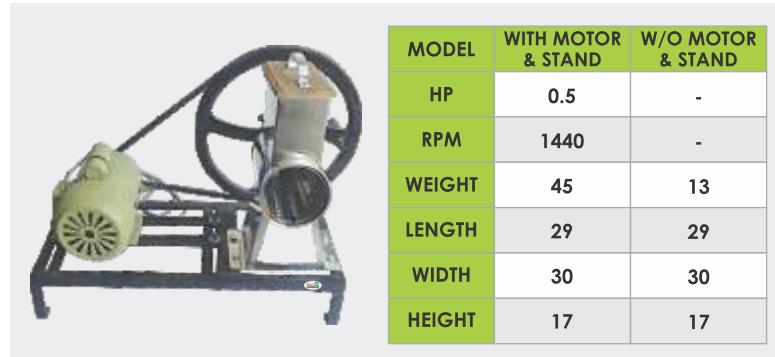 MODEL WITH MOTOR & STAND W/O MOTOR & STAND
HP 0.5 -
RPM 1440 -
WEIGHT 45 13
LENGTH 29 29
WIDTH 30 30
HEIGHT 17 17